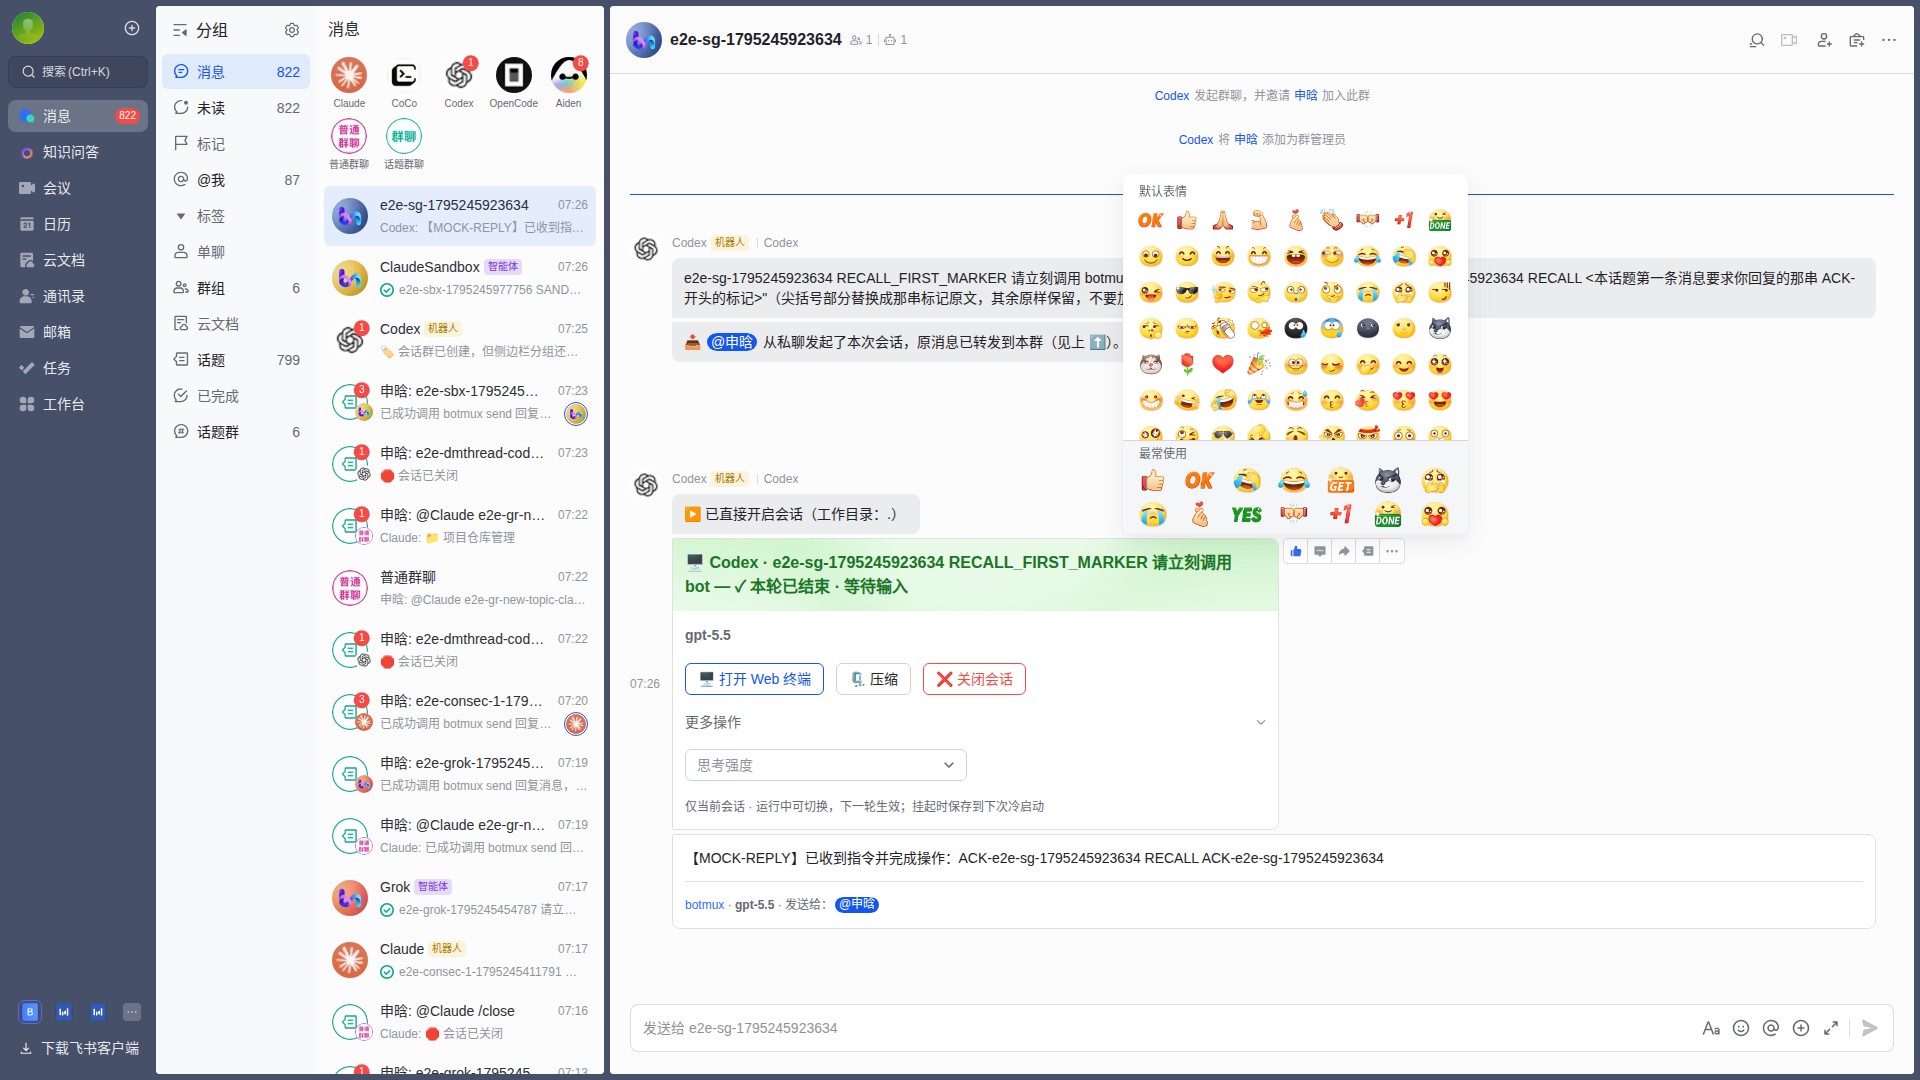 搜索 (Ctrl+K)
消息 822
知识问答
会议
日历
云文档
通讯录
邮箱
任务
工作台
下载飞书客户端
分组
消息 822
未读 822
标记
@我 87
标签
单聊
群组 6
云文档
话题 799
已完成
话题群 6
消息
Claude
CoCo
1
Codex
OpenCode
8
Aiden
普通群聊
普通群聊
群聊
话题群聊
e2e-sg-1795245923634 07:26
Codex: 【MOCK-REPLY】已收到指…
ClaudeSandbox 智能体 07:26
e2e-sbx-1795245977756 SAND…
1
Codex 机器人 07:25
会话群已创建，但侧边栏分组还…
3
申晗: e2e-sbx-1795245… 07:23
已成功调用 botmux send 回复…
1
申晗: e2e-dmthread-cod… 07:23
会话已关闭
1
申晗: @Claude e2e-gr-n… 07:22
Claude: 📁 项目仓库管理
普通群聊 07:22
申晗: @Claude e2e-gr-new-topic-cla…
1
申晗: e2e-dmthread-cod… 07:22
会话已关闭
3
申晗: e2e-consec-1-179… 07:20
已成功调用 botmux send 回复…
申晗: e2e-grok-1795245… 07:19
已成功调用 botmux send 回复消息，…
申晗: @Claude e2e-gr-n… 07:19
Claude: 已成功调用 botmux send 回…
Grok 智能体 07:17
e2e-grok-1795245454787 请立…
Claude 机器人 07:17
e2e-consec-1-1795245411791 …
申晗: @Claude /close 07:16
Claude: 🛑 会话已关闭
1
申晗: e2e-grok-1795245… 07:13
e2e-sg-1795245923634 1 1
Codex 发起群聊，并邀请 申晗 加入此群
Codex 将 申晗 添加为群管理员
Codex 机器人 Codex
e2e-sg-1795245923634 RECALL_FIRST_MARKER 请立刻调用 botmu
5923634 RECALL <本话题第一条消息要求你回复的那串 ACK-
开头的标记>"（尖括号部分替换成那串标记原文，其余原样保留，不要加
@申晗 从私聊发起了本次会话，原消息已转发到本群（见上 ⬆️）。
默认表情
OK +1 DONE
最常使用
OK GET
YES +1 DONE
Codex 机器人 Codex
▶️ 已直接开启会话（工作目录：.）
🖥️ Codex · e2e-sg-1795245923634 RECALL_FIRST_MARKER 请立刻调用
bot — ✓ 本轮已结束 · 等待输入
gpt-5.5
打开 Web 终端 压缩 关闭会话
07:26
更多操作
思考强度
仅当前会话 · 运行中可切换，下一轮生效；挂起时保存到下次冷启动
【MOCK-REPLY】已收到指令并完成操作：ACK-e2e-sg-1795245923634 RECALL ACK-e2e-sg-1795245923634
botmux · gpt-5.5 · 发送给： @申晗
发送给 e2e-sg-1795245923634
Aa